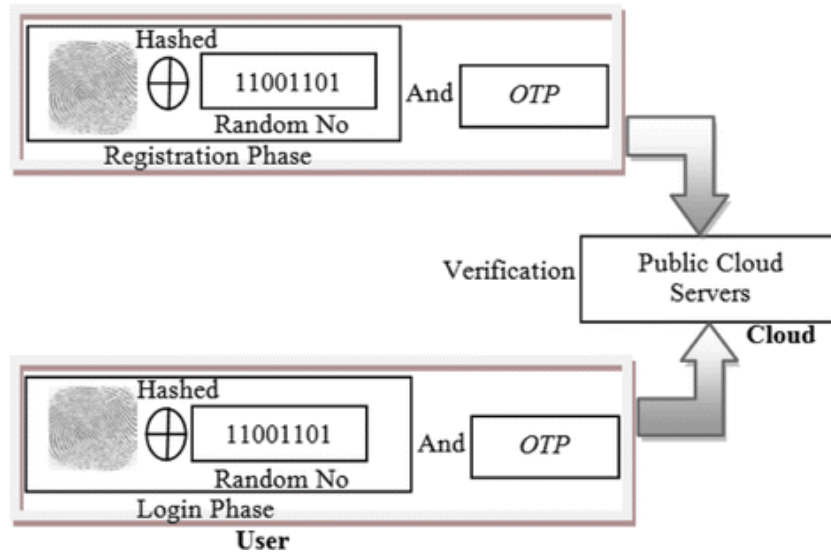 Hashed
11001101
Random No
And
OTP
Registration Phase
Verification
Public Cloud
Servers
Cloud
Hashed
11001101
Random No
And
OTP
Login Phase
User